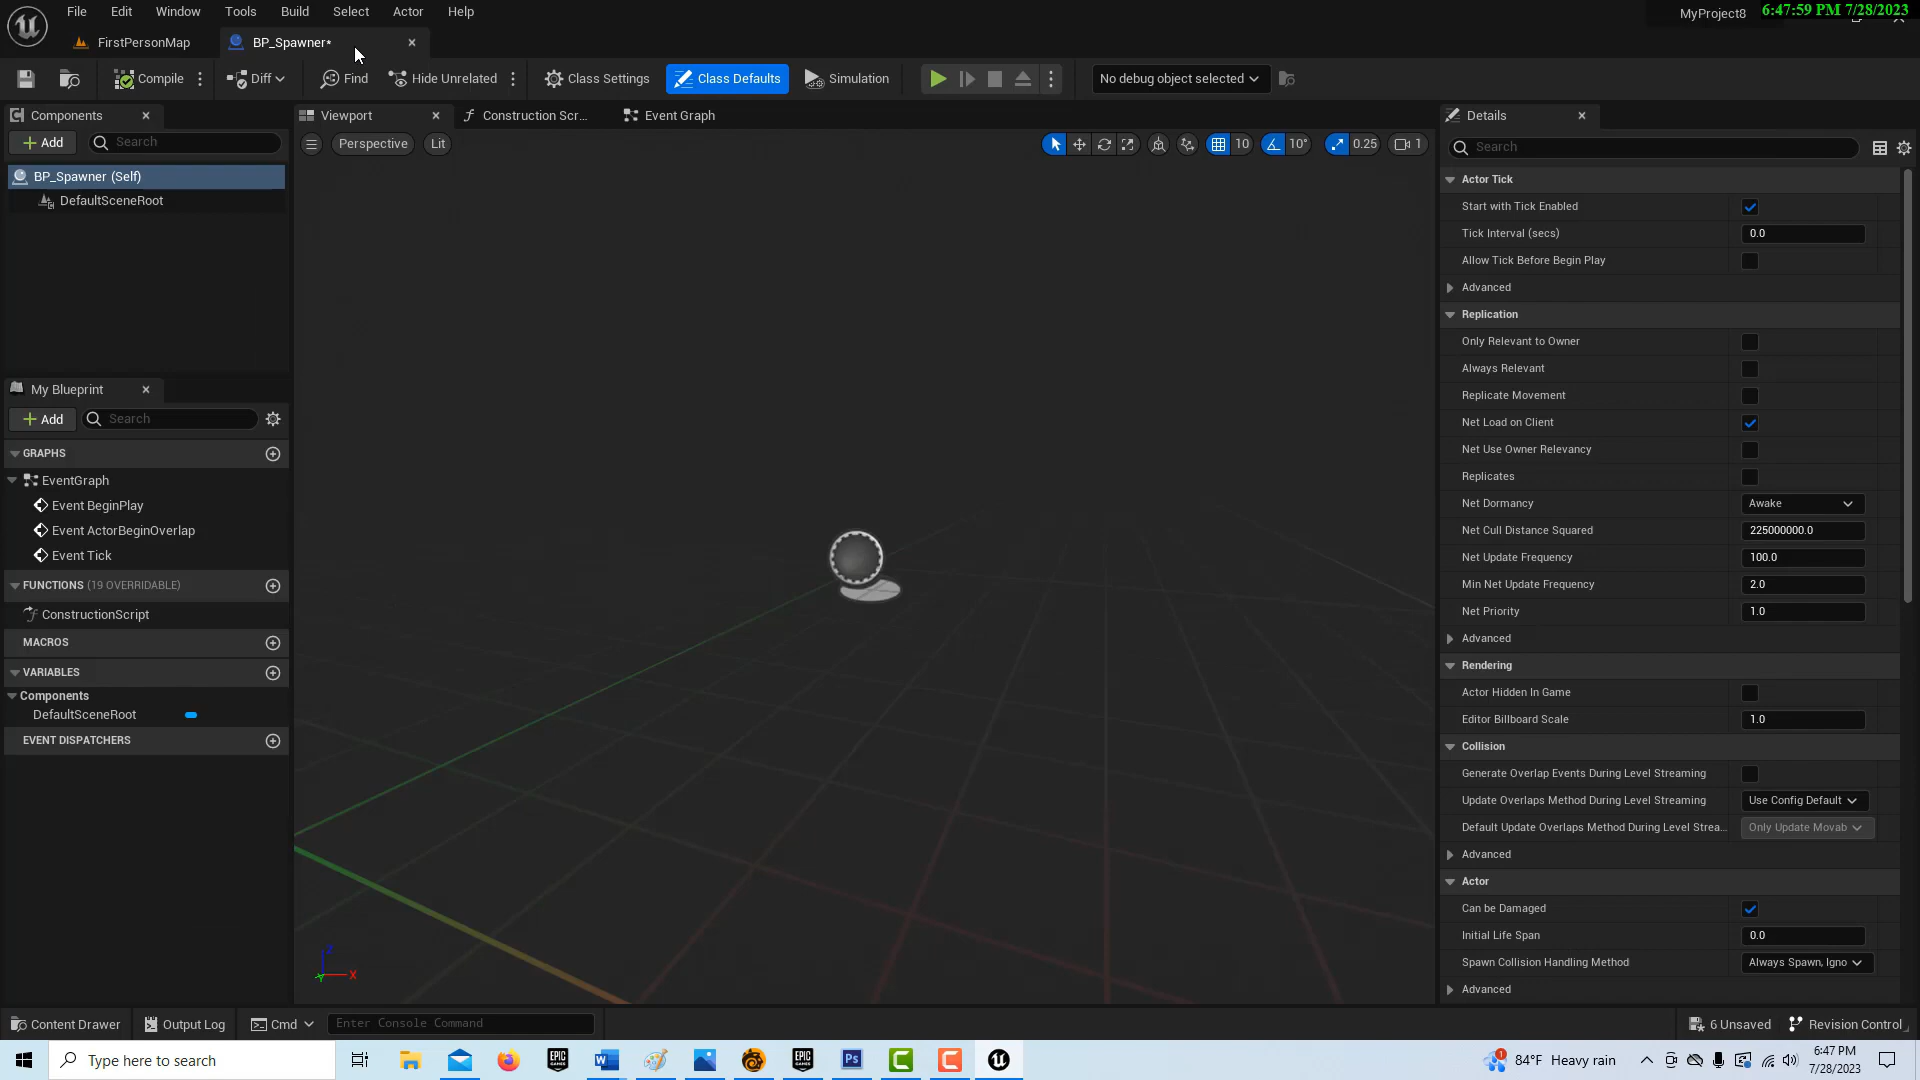 File Edit Window Tools Build Select Actor Help
MyProject8
6:47:59 PM 7/28/2023
FirstPersonMap
BP_Spawner*
Compile
Diff
Find
Hide Unrelated
Class Settings
Class Defaults
Simulation
No debug object selected
Components
Add
Search
BP_Spawner (Self)
DefaultSceneRoot
My Blueprint
Add
Search
GRAPHS
EventGraph
Event BeginPlay
Event ActorBeginOverlap
Event Tick
FUNCTIONS (19 OVERRIDABLE)
ConstructionScript
MACROS
VARIABLES
Components
DefaultSceneRoot
EVENT DISPATCHERS
Viewport
Construction Scr...
Event Graph
Perspective
Lit
10
10°
0.25
1
Z
X
Y
Details
Search
Actor Tick
Start with Tick Enabled
Tick Interval (secs) 0.0
Allow Tick Before Begin Play
Advanced
Replication
Only Relevant to Owner
Always Relevant
Replicate Movement
Net Load on Client
Net Use Owner Relevancy
Replicates
Net Dormancy Awake
Net Cull Distance Squared 225000000.0
Net Update Frequency 100.0
Min Net Update Frequency 2.0
Net Priority 1.0
Advanced
Rendering
Actor Hidden In Game
Editor Billboard Scale 1.0
Collision
Generate Overlap Events During Level Streaming
Update Overlaps Method During Level Streaming Use Config Default
Default Update Overlaps Method During Level Strea... Only Update Movab
Advanced
Actor
Can be Damaged
Initial Life Span 0.0
Spawn Collision Handling Method Always Spawn, Igno
Advanced
Content Drawer
Output Log
Cmd
Enter Console Command
6 Unsaved
Revision Control
Type here to search
EPIC GAMES
W
EPIC GAMES
Ps
1
84°F Heavy rain
6:47 PM
7/28/2023